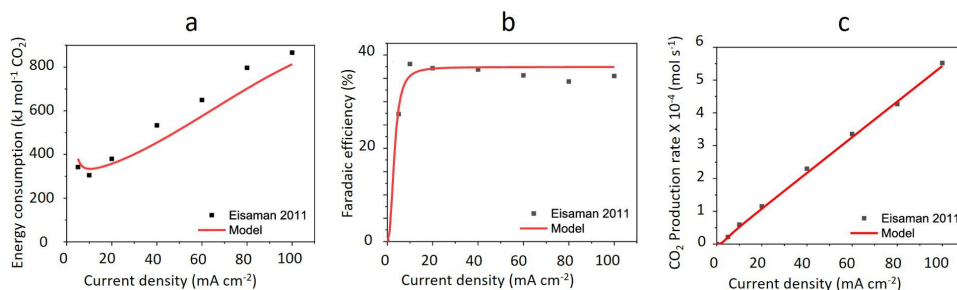 a
Energy consumption (kJ mol⁻¹ CO₂)
800
600
400
200
0
Eisaman 2011
Model
0 20 40 60 80 100
Current density (mA cm⁻²)
b
Faradaic efficiency (%)
40
20
0
Eisaman 2011
Model
0 20 40 60 80 100
Current density (mA cm⁻²)
c
CO₂ Production rate X 10⁻⁴ (mol s⁻¹)
6
5
4
3
2
1
0
Eisaman 2011
Model
0 20 40 60 80 100
Current density (mA cm⁻²)